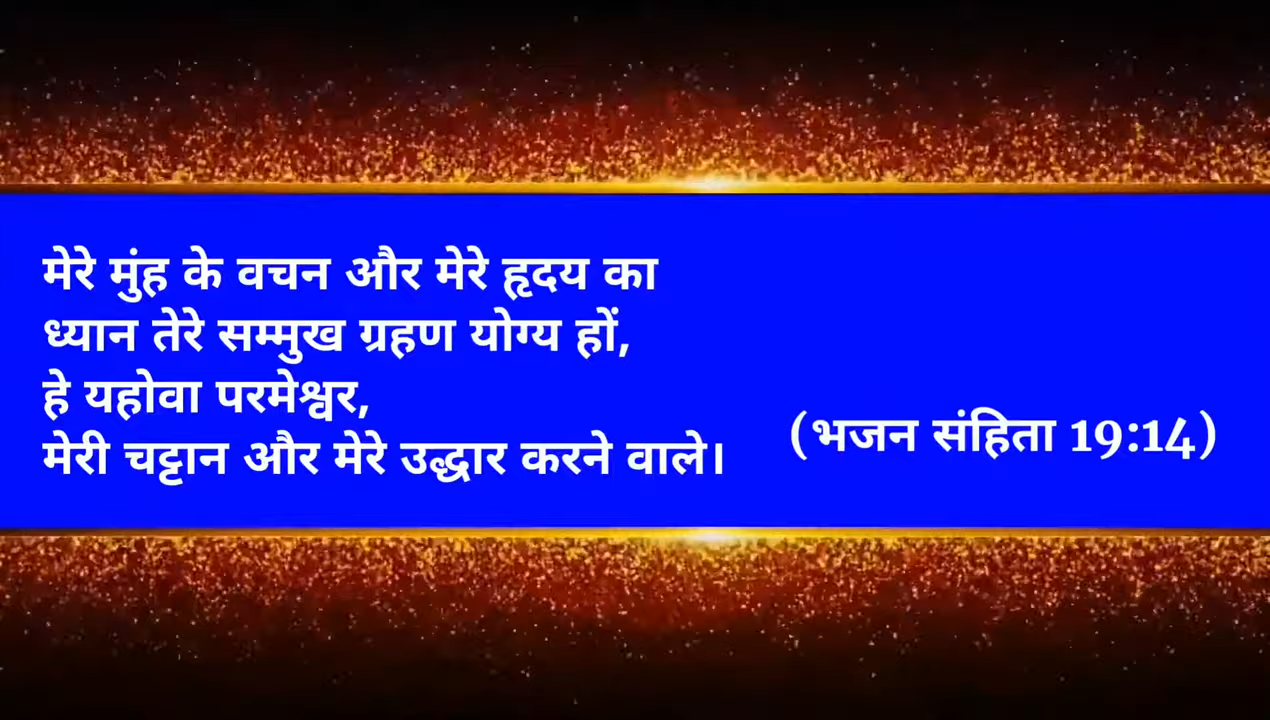 मेरे मुंह के वचन और मेरे हृदय का
ध्यान तेरे सम्मुख ग्रहण योग्य हों,
हे यहोवा परमेश्वर,
मेरी चट्टान और मेरे उद्धार करने वाले।
(भजन संहिता 19:14)